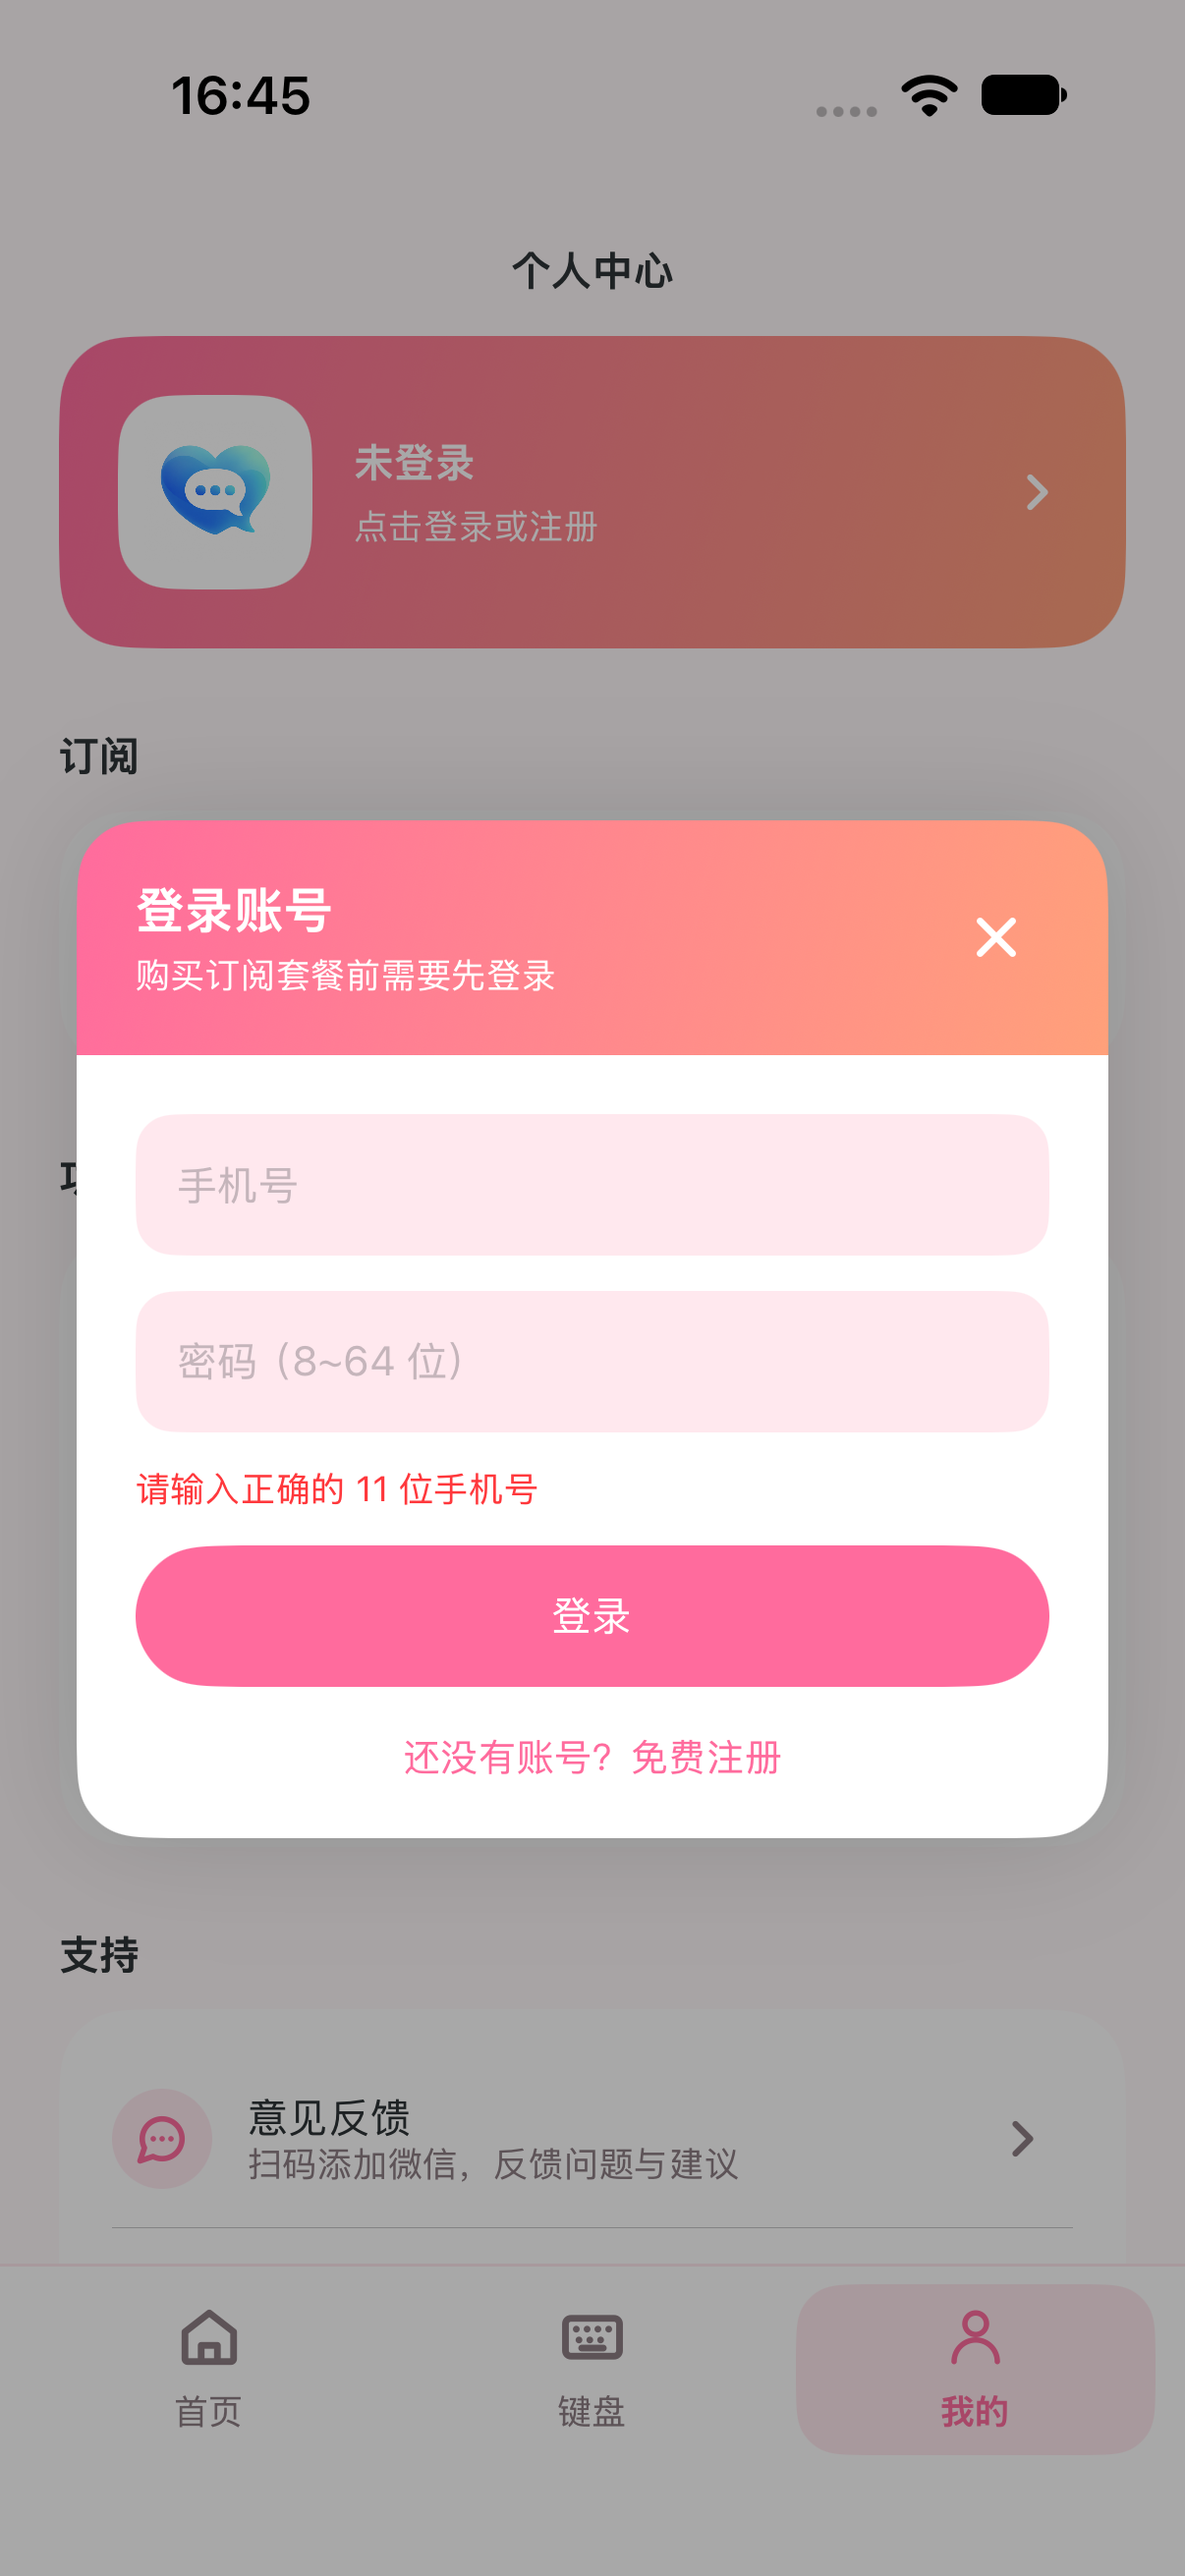 16:45
个人中心
未登录
点击登录或注册
订阅
登录账号
购买订阅套餐前需要先登录
手机号
密码（8~64 位）
请输入正确的 11 位手机号
登录
还没有账号？免费注册
支持
意见反馈
扫码添加微信，反馈问题与建议
首页
键盘
我的